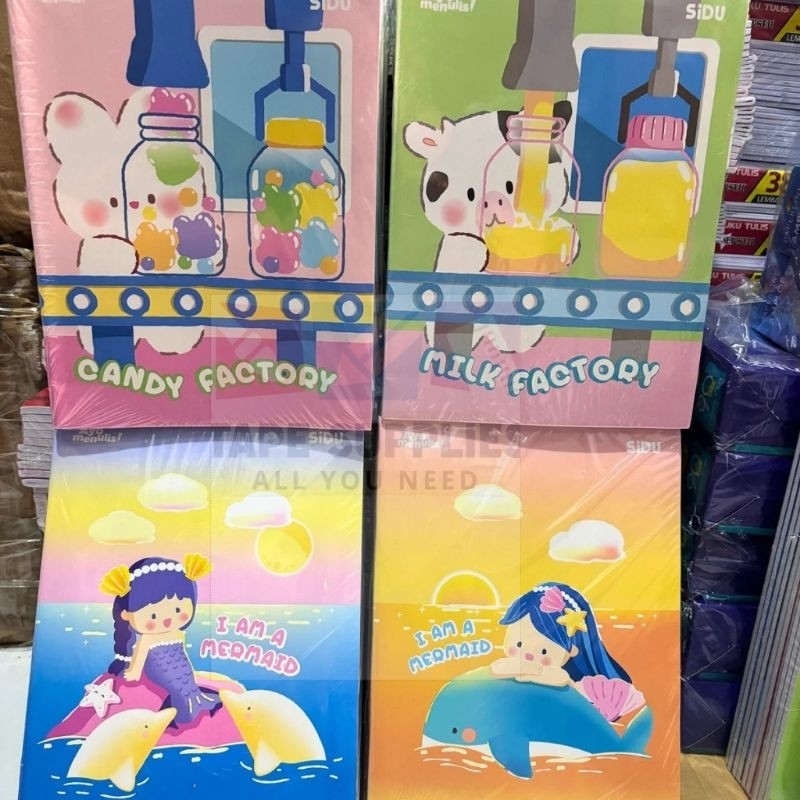 menulis!
SiDU
menulis!
SiDU
CANDY FACTORY
MILK FACTORY
Ayo
menulis!
SiDU
Ayo
menulis!
SiDU
TAPE SUPPLIES
ALL YOU NEED
I AM A
MERMAID
I AM A
MERMAID
BUKU TULIS
LEMBAR